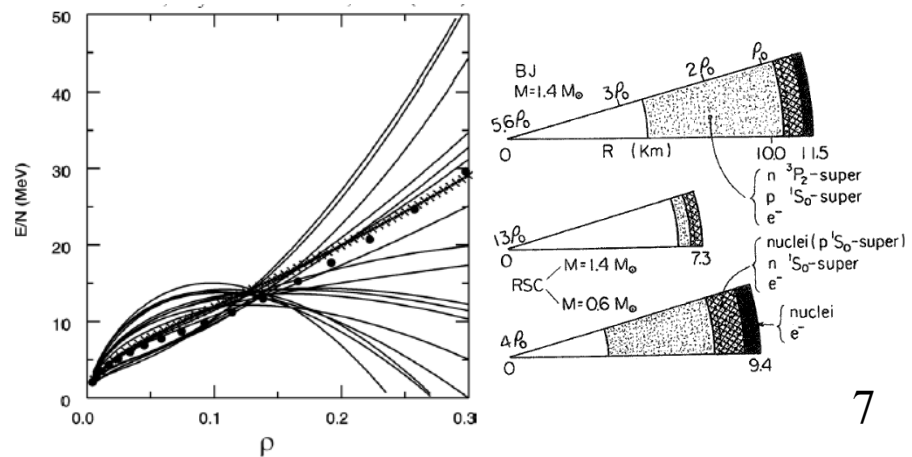 50
40
30
20
10
0
E/N (MeV)
0.0
0.1
0.2
0.3
ρ
BJ
M=1.4 M⊙
5.6ρ₀
3ρ₀
2ρ₀
ρ₀
0
R (Km)
10.0
11.5
n ³P₂-super
p ¹S₀-super
e⁻
13ρ₀
0
7.3
RSC
M=1.4 M⊙
M=0.6 M⊙
nuclei(p¹S₀-super)
n ¹S₀-super
e⁻
4ρ₀
0
9.4
nuclei
e⁻
7